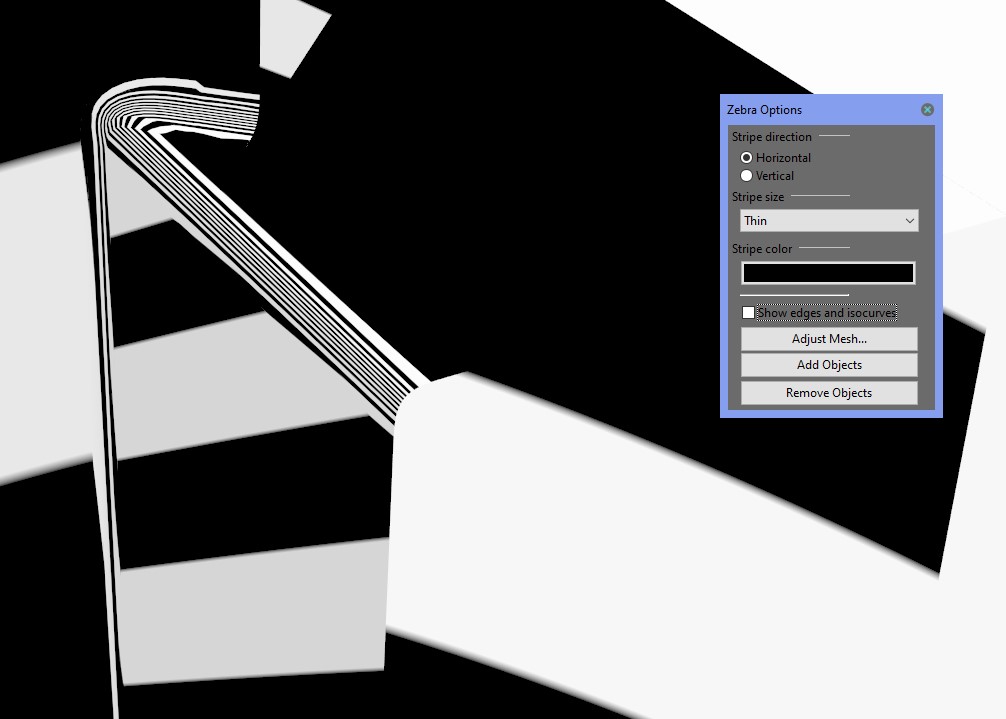 Zebra Options
Stripe direction
Horizontal
Vertical
Stripe size
Thin
Stripe color
Show edges and isocurves
Adjust Mesh...
Add Objects
Remove Objects